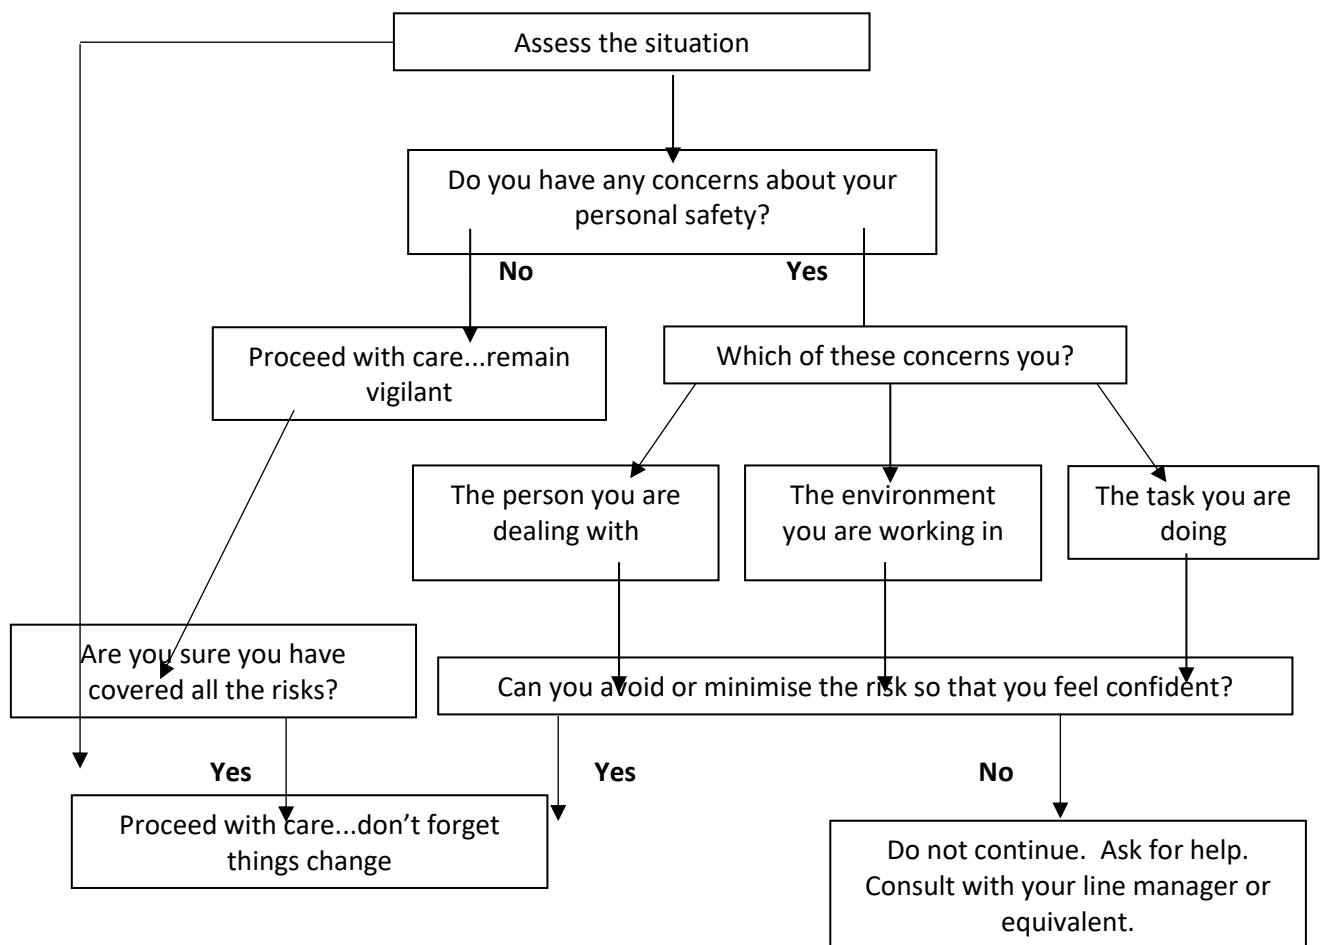 Assess the situation
Do you have any concerns about your
personal safety?
No
Yes
Proceed with care...remain
vigilant
Which of these concerns you?
The person you are
dealing with
The environment
you are working in
The task you are
doing
Are you sure you have
covered all the risks?
Can you avoid or minimise the risk so that you feel confident?
Yes
Yes
No
Proceed with care...don’t forget
things change
Do not continue.  Ask for help.
Consult with your line manager or
equivalent.